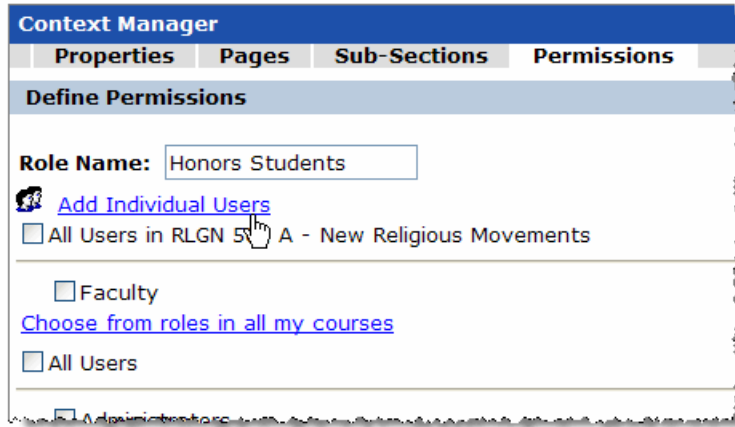 Context Manager
Properties Pages Sub-Sections Permissions
Define Permissions
Role Name: Honors Students
Add Individual Users
All Users in RLGN A - New Religious Movements
Faculty
Choose from roles in all my courses
All Users
Administrators